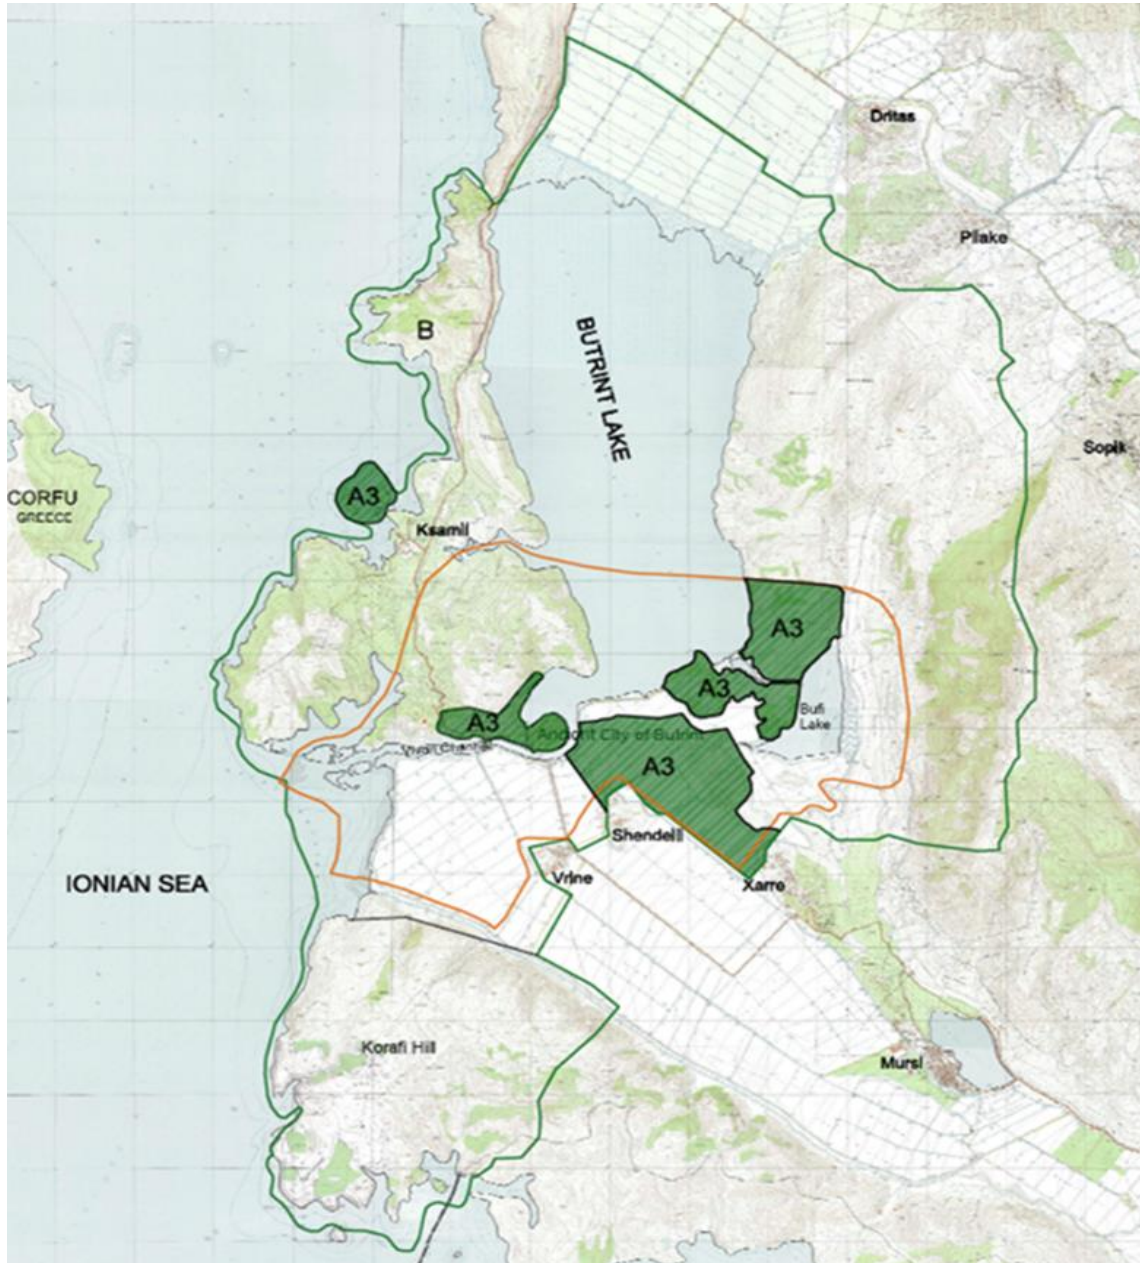 Dritas
Pllake
B
BUTRINT LAKE
Sopik
A3
CORFU
GREECE
Ksamil
A3
A3
A3
Bufi
Lake
Ancient City of Butrint
A3
Shendelli
IONIAN SEA
Vrine
Xarre
Korafi Hill
Mursi